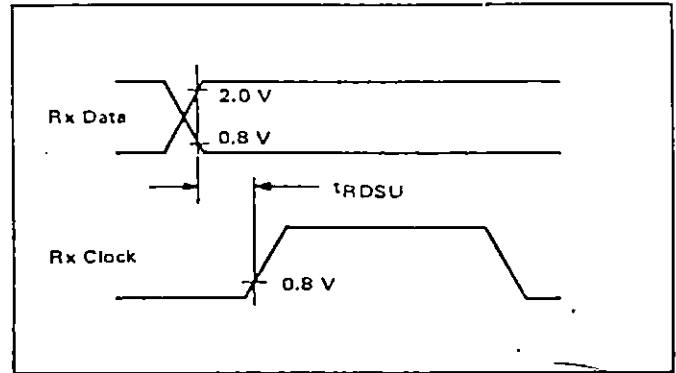 Rx Data
2.0 V
0.8 V
tRDSU
Rx Clock
0.8 V